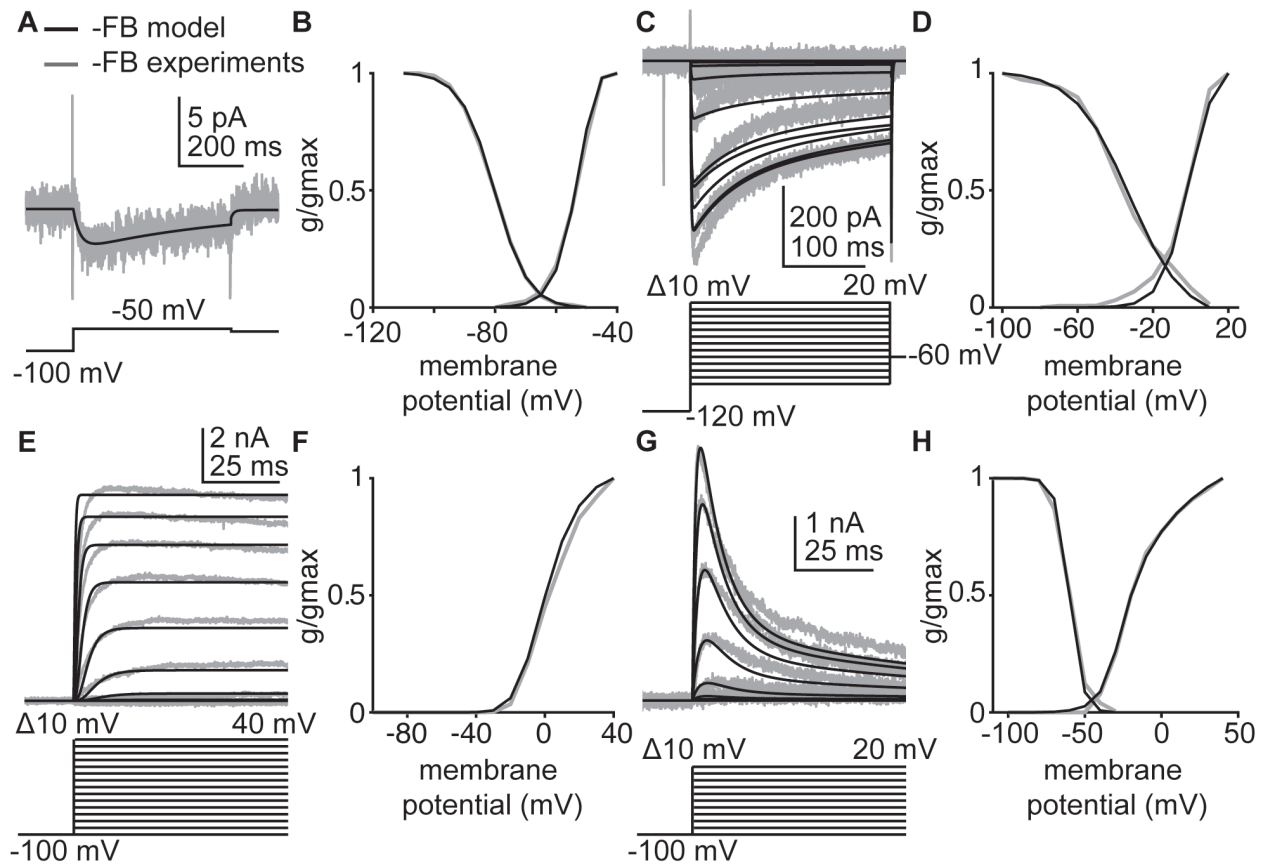 A
-FB model
-FB experiments
5 pA
200 ms
-50 mV
-100 mV
B
1
0.5
0
g/gmax
-120
-80
-40
membrane
potential (mV)
C
200 pA
100 ms
Δ10 mV
20 mV
-60 mV
-120 mV
D
1
0.5
0
g/gmax
-100
-60
-20
20
membrane
potential (mV)
E
2 nA
25 ms
Δ10 mV
40 mV
-100 mV
F
1
0.5
0
g/gmax
-80
-40
0
40
membrane
potential (mV)
G
1 nA
25 ms
Δ10 mV
20 mV
-100 mV
H
1
0.5
0
g/gmax
-100
-50
0
50
membrane
potential (mV)